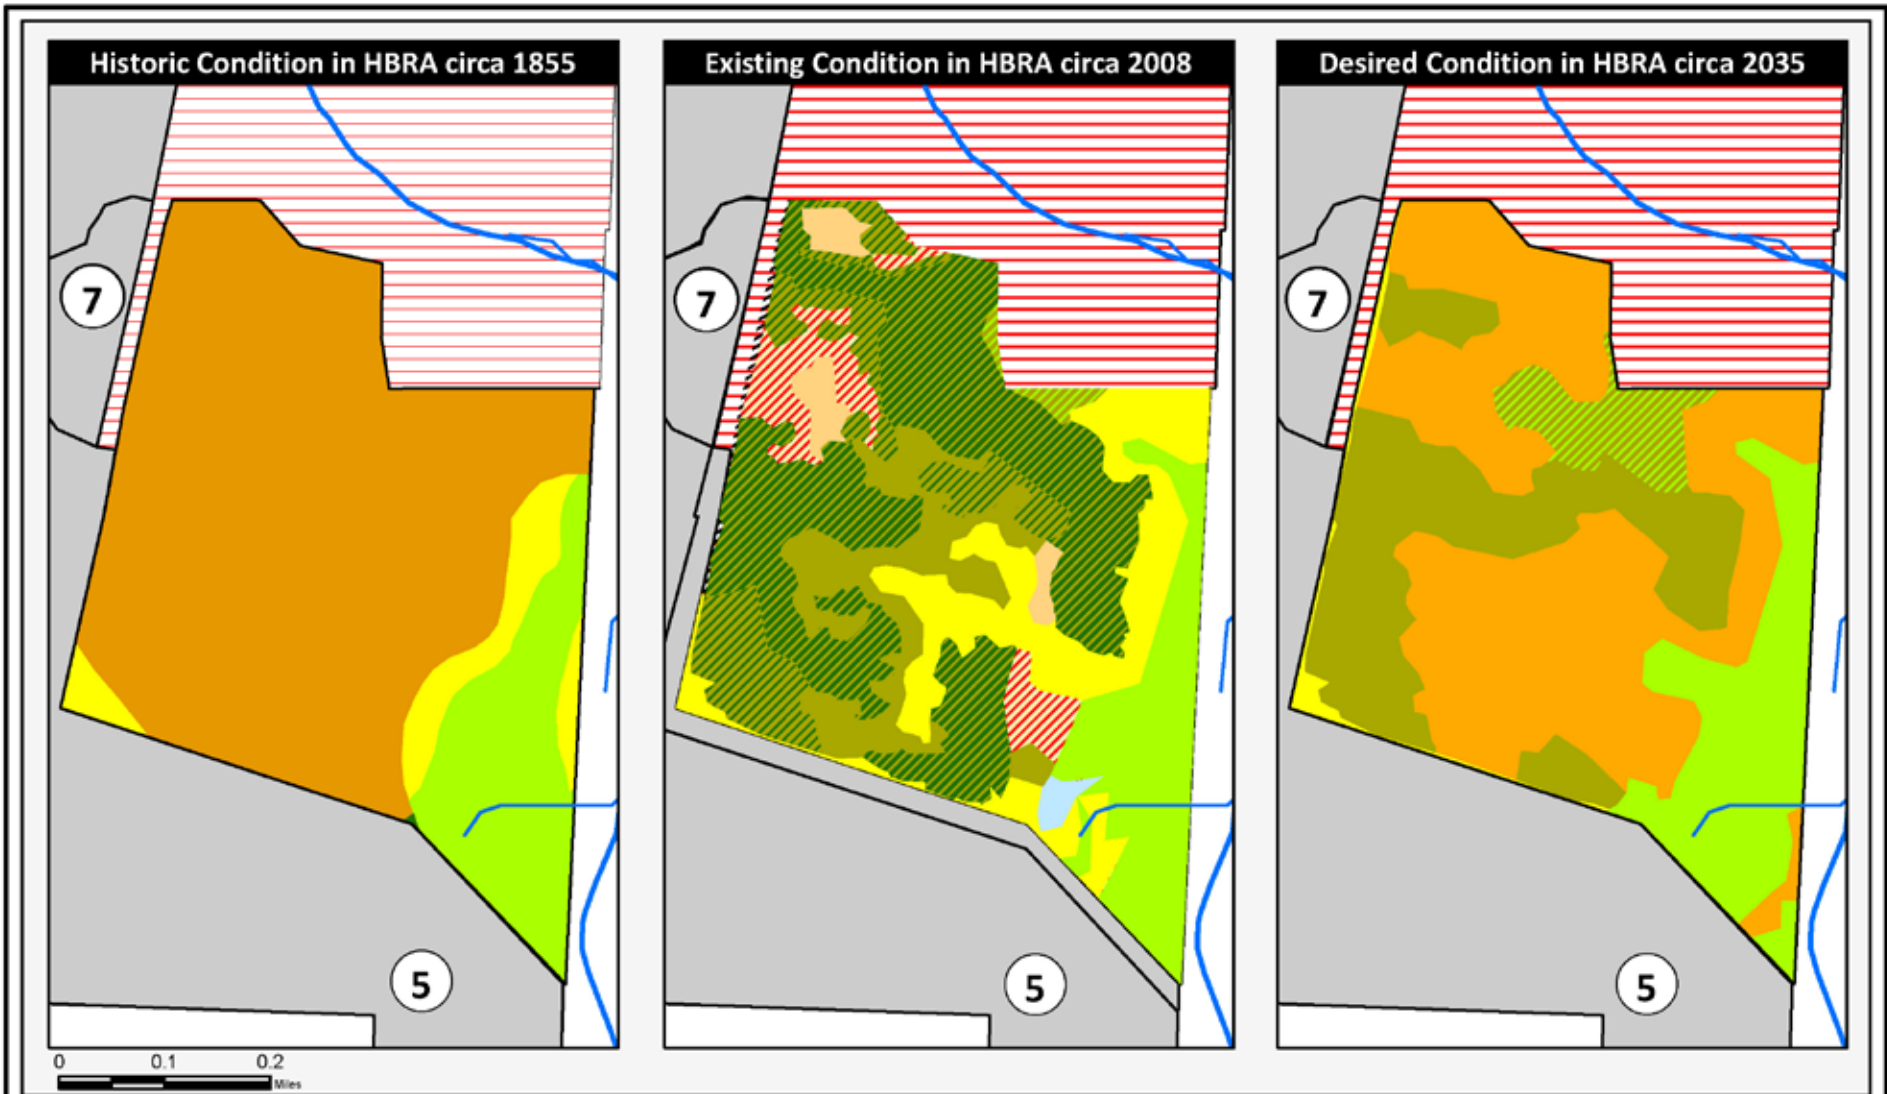 Historic Condition in HBRA circa 1855
Existing Condition in HBRA circa 2008
Desired Condition in HBRA circa 2035
7
7
7
5
5
5
0 0.1 0.2
Miles